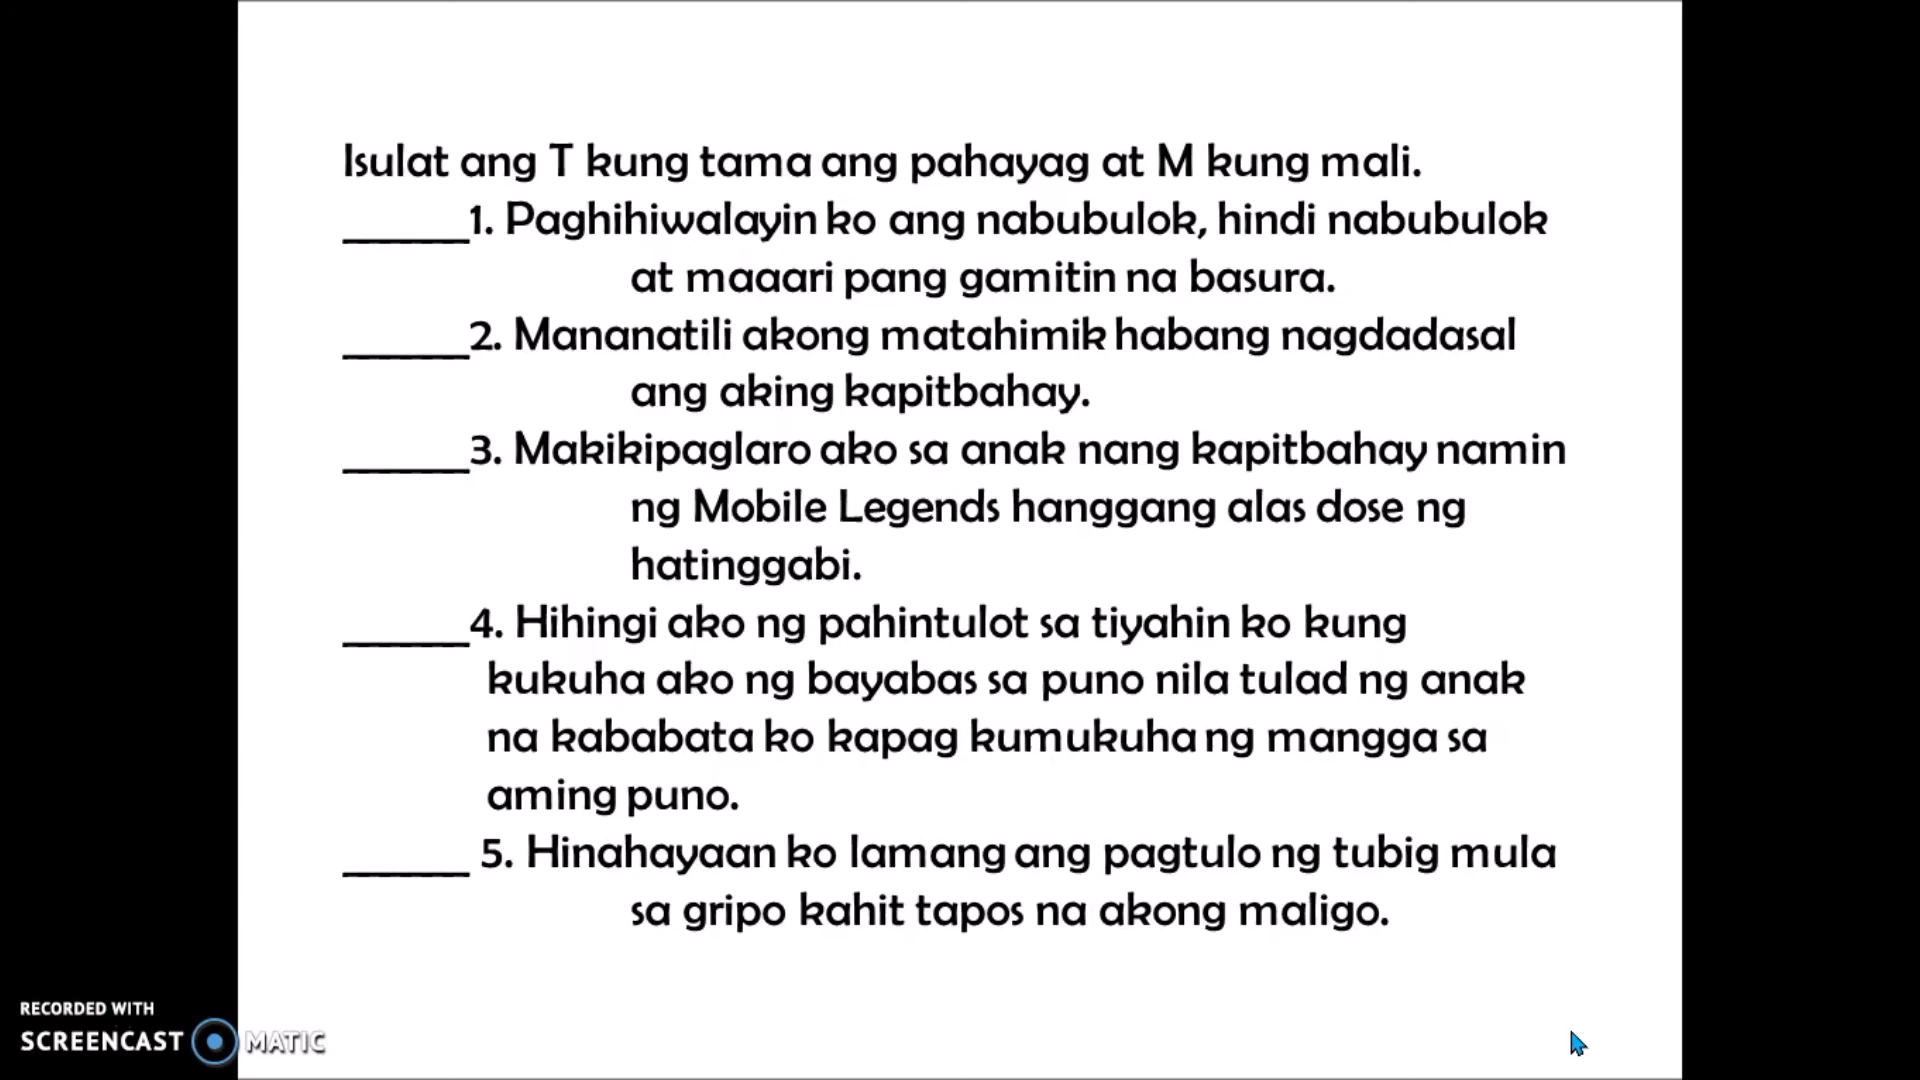 Isulat ang T kung tama ang pahayag at M kung mali.
______1. Paghihiwalayin ko ang nabubulok, hindi nabubulok
at maaari pang gamitin na basura.
______2. Mananatili akong matahimik habang nagdadasal
ang aking kapitbahay.
______3. Makikipaglaro ako sa anak nang kapitbahay namin
ng Mobile Legends hanggang alas dose ng
hatinggabi.
______4. Hihingi ako ng pahintulot sa tiyahin ko kung
kukuha ako ng bayabas sa puno nila tulad ng anak
na kababata ko kapag kumukuha ng mangga sa
aming puno.
______ 5. Hinahayaan ko lamang ang pagtulo ng tubig mula
sa gripo kahit tapos na akong maligo.
RECORDED WITH
SCREENCAST MATIC